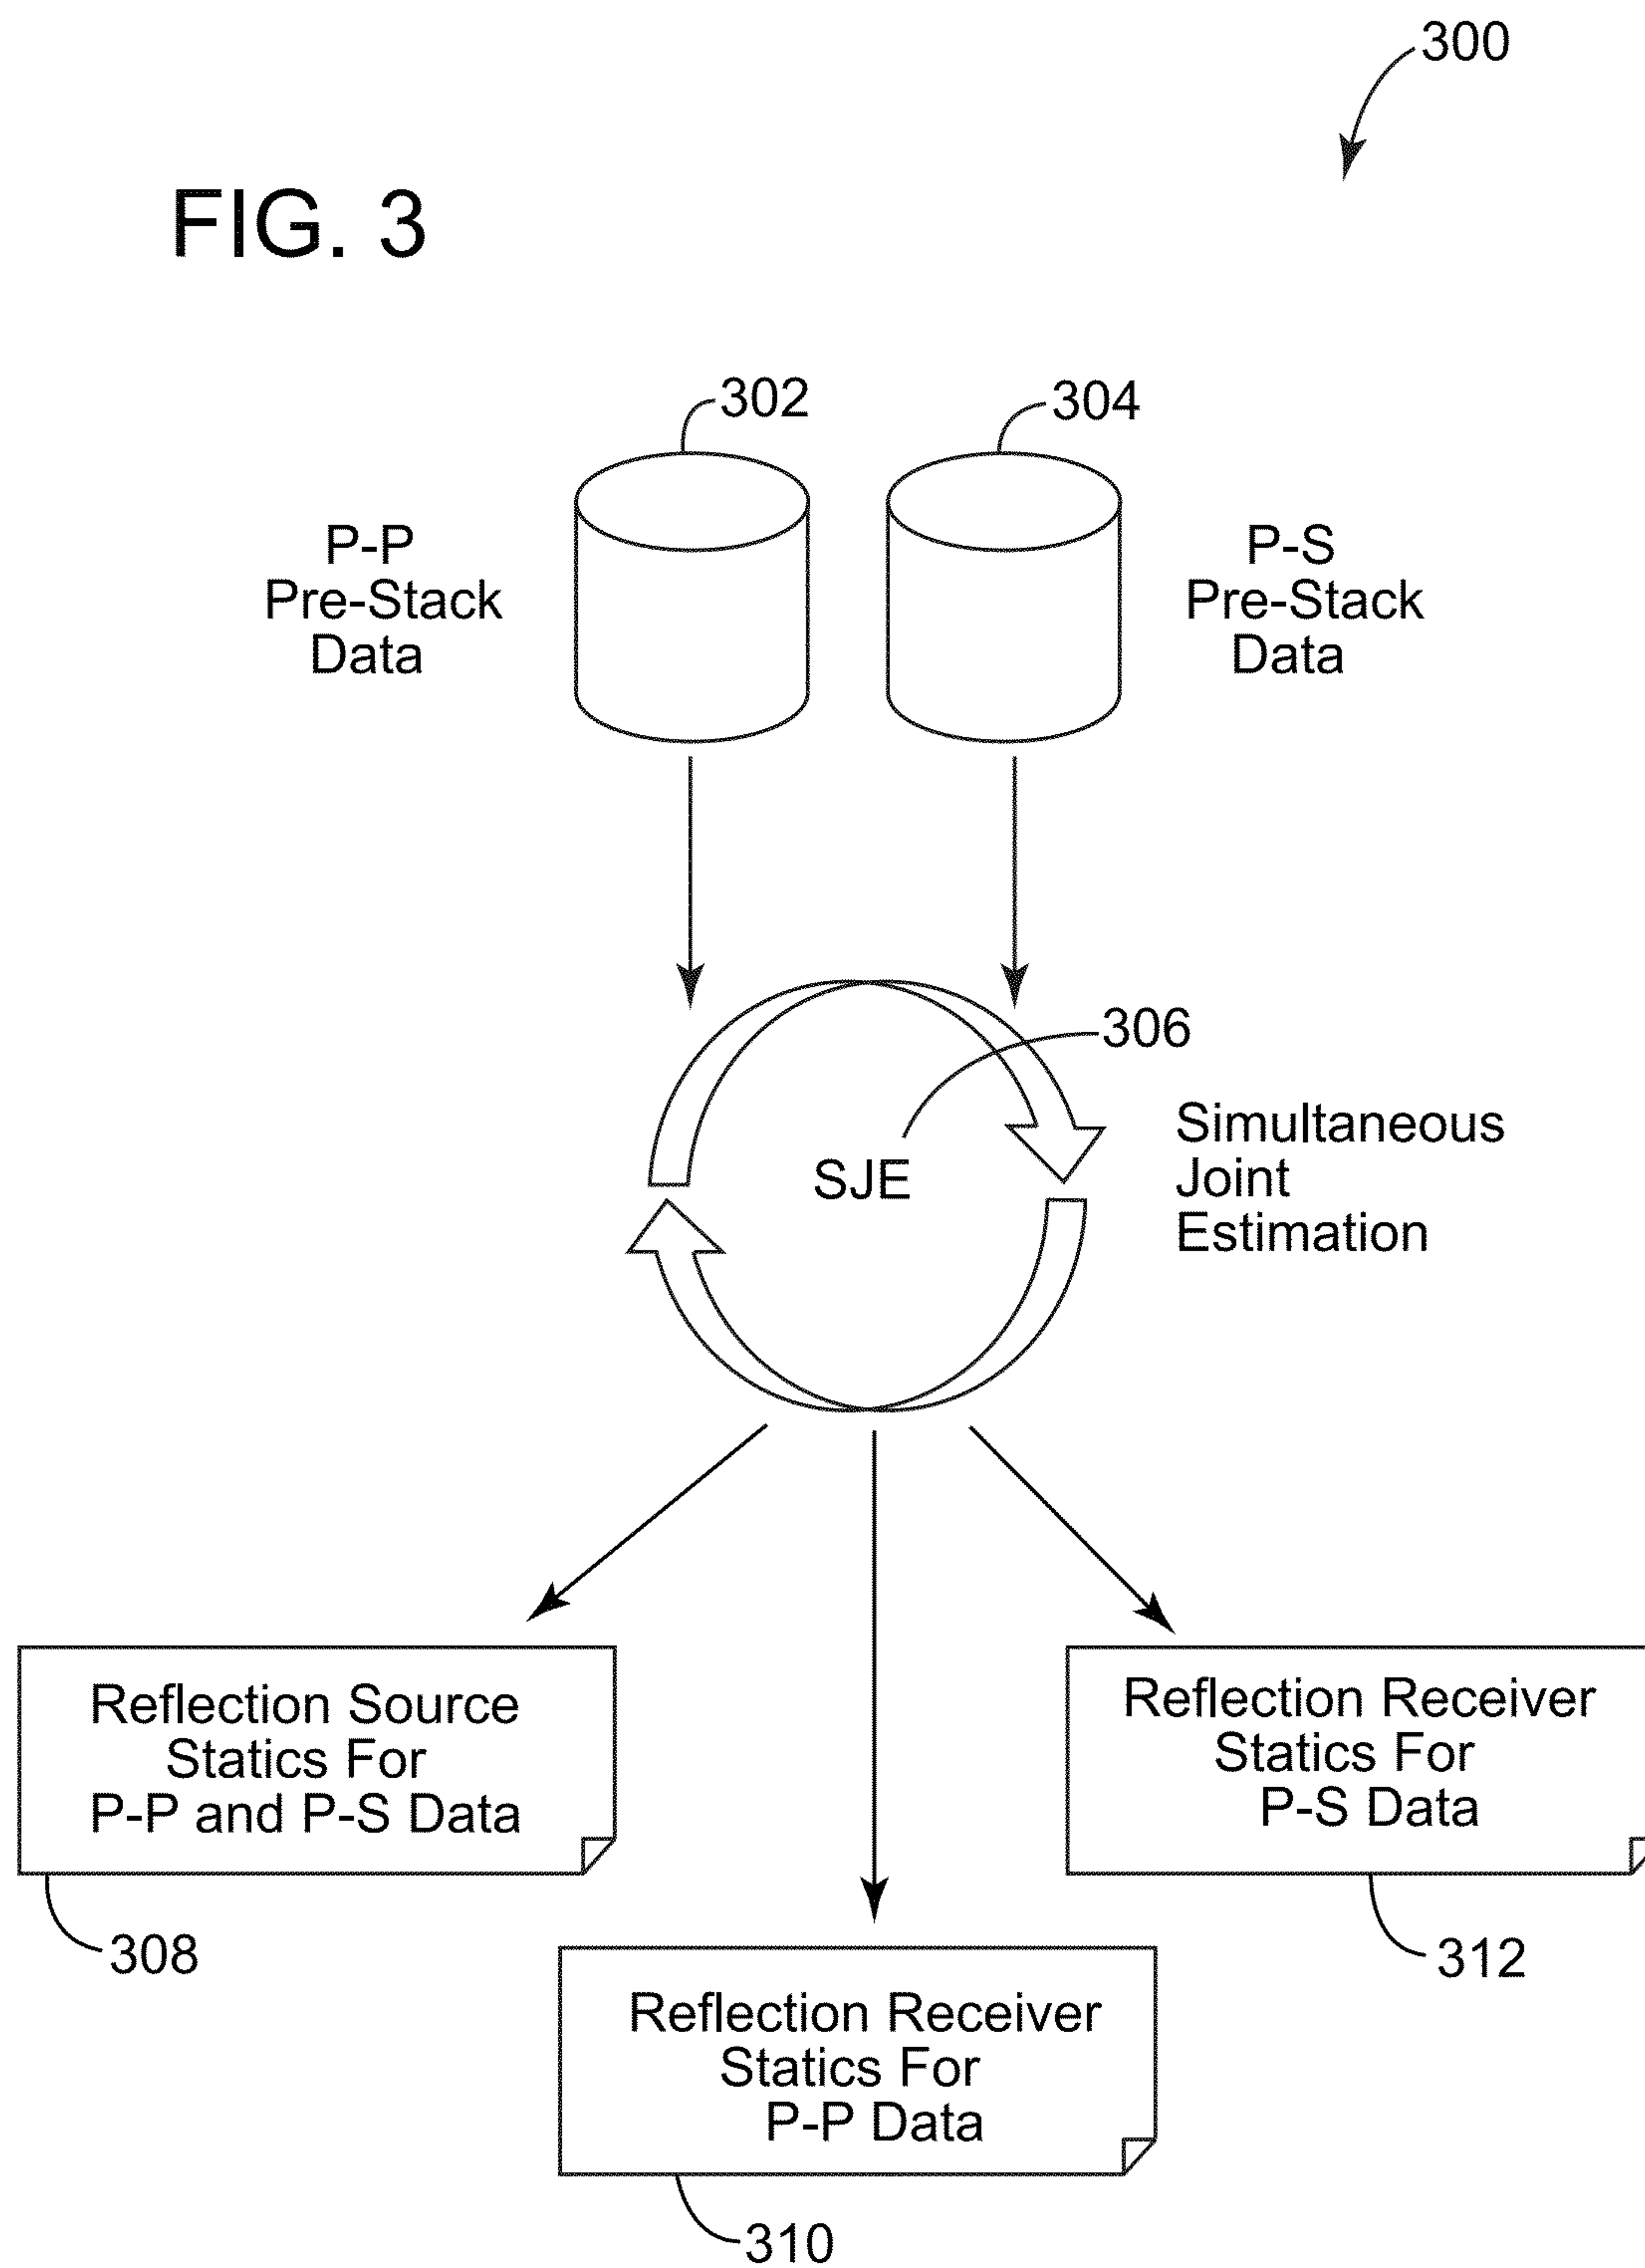 300
FIG. 3
302
304
P-P
Pre-Stack
Data
P-S
Pre-Stack
Data
306
SJE
Simultaneous
Joint
Estimation
Reflection Source
Statics For
P-P and P-S Data
308
Reflection Receiver
Statics For
P-S Data
312
Reflection Receiver
Statics For
P-P Data
310